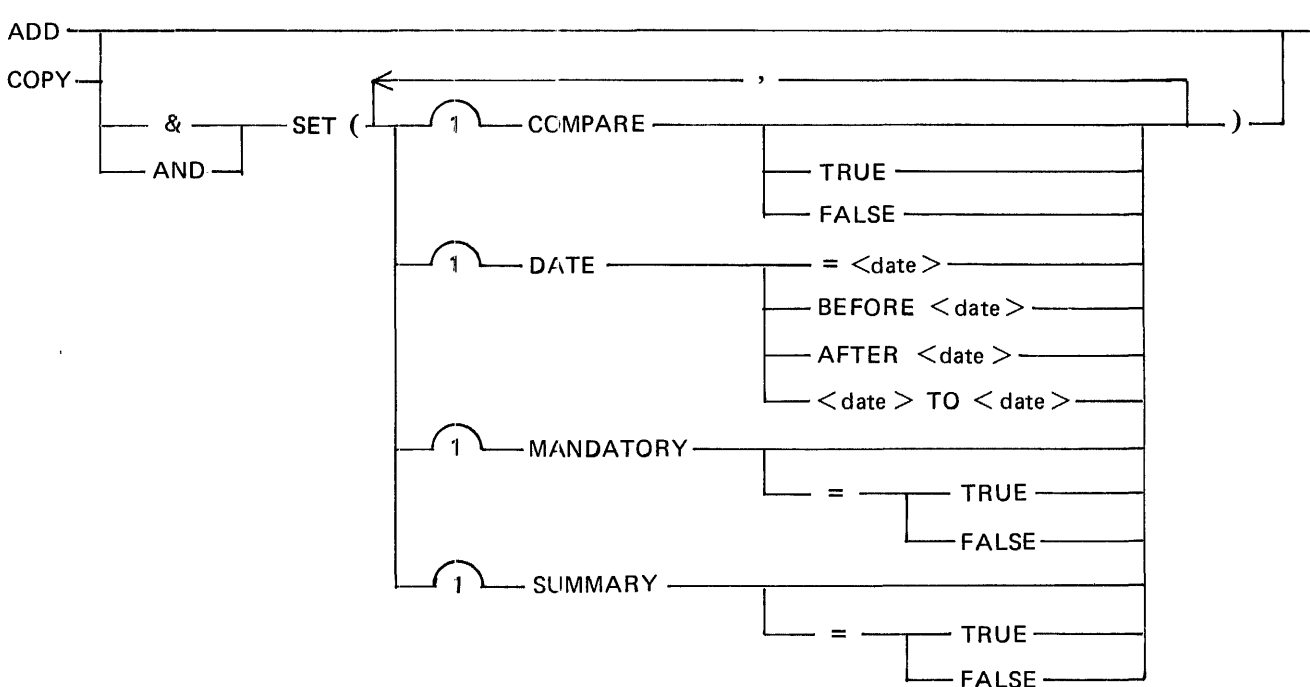 ADD
COPY
,
& SET ( 1 COMPARE )
AND
TRUE
FALSE
1 DATE = <date>
BEFORE <date>
AFTER <date>
<date> TO <date>
1 MANDATORY
= TRUE
FALSE
1 SUMMARY
= TRUE
FALSE